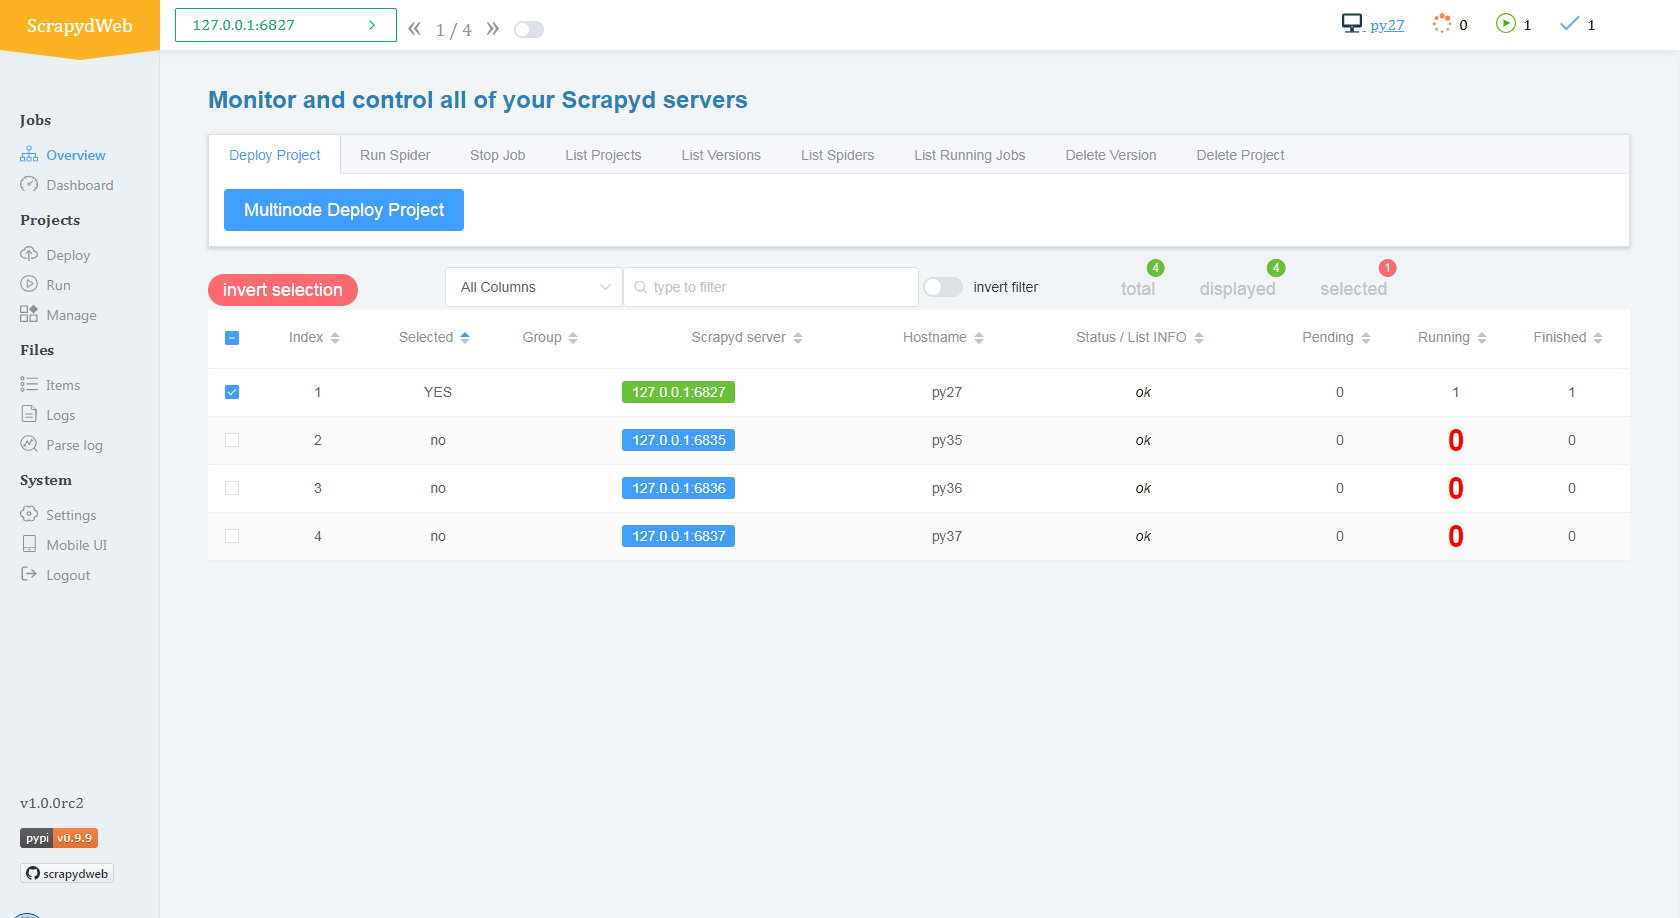 ScrapydWeb
127.0.0.1:6827 > « 1 / 4 » py27 0 1 1
Jobs
Overview
Dashboard
Projects
Deploy
Run
Manage
Files
Items
Logs
Parse log
System
Settings
Mobile UI
Logout
v1.0.0rc2
pypi v0.9.9
scrapydweb
Monitor and control all of your Scrapyd servers
Deploy Project Run Spider Stop Job List Projects List Versions List Spiders List Running Jobs Delete Version Delete Project
Multinode Deploy Project
invert selection All Columns type to filter invert filter 4 total 4 displayed 1 selected
Index Selected Group Scrapyd server Hostname Status / List INFO Pending Running Finished
1 YES 127.0.0.1:6827 py27 ok 0 1 1
2 no 127.0.0.1:6835 py35 ok 0 0 0
3 no 127.0.0.1:6836 py36 ok 0 0 0
4 no 127.0.0.1:6837 py37 ok 0 0 0